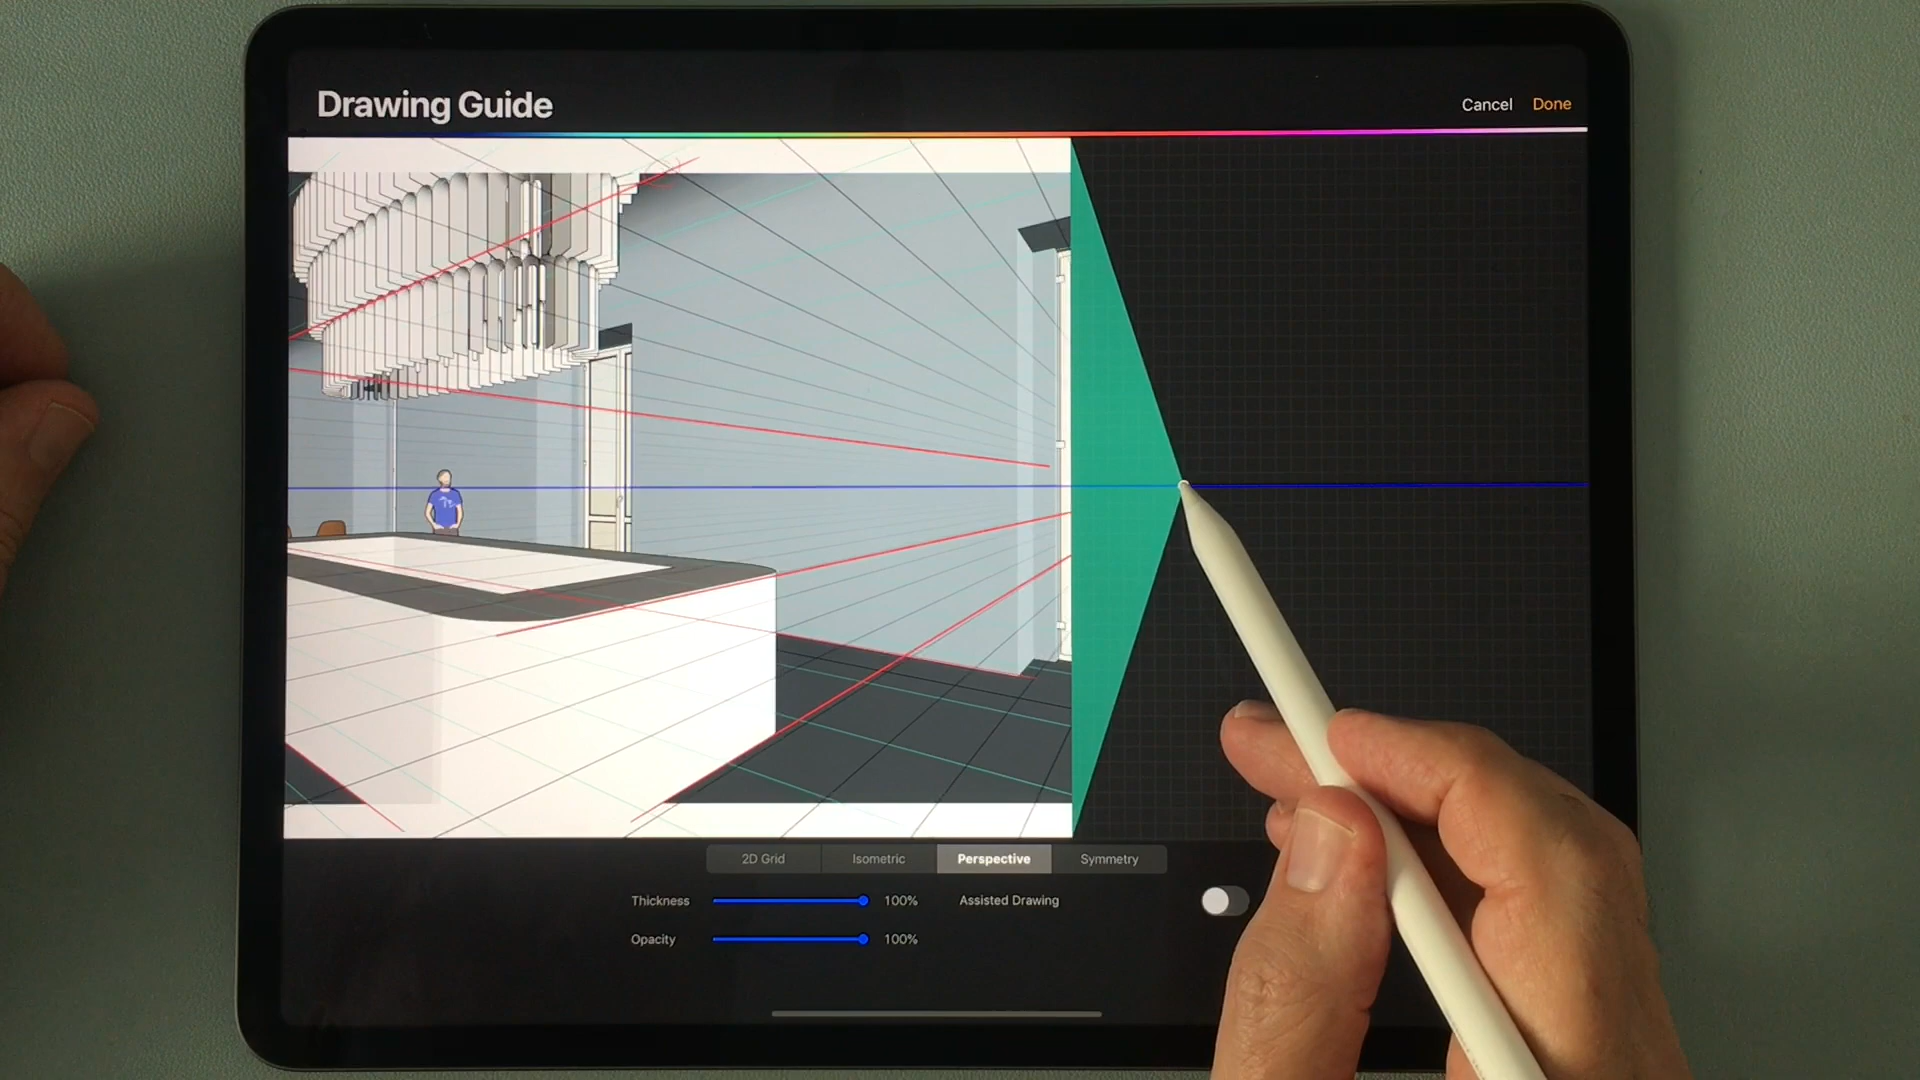 Drawing Guide
Cancel Done
2D Grid Isometric Perspective Symmetry
Thickness 100% Assisted Drawing
Opacity 100%